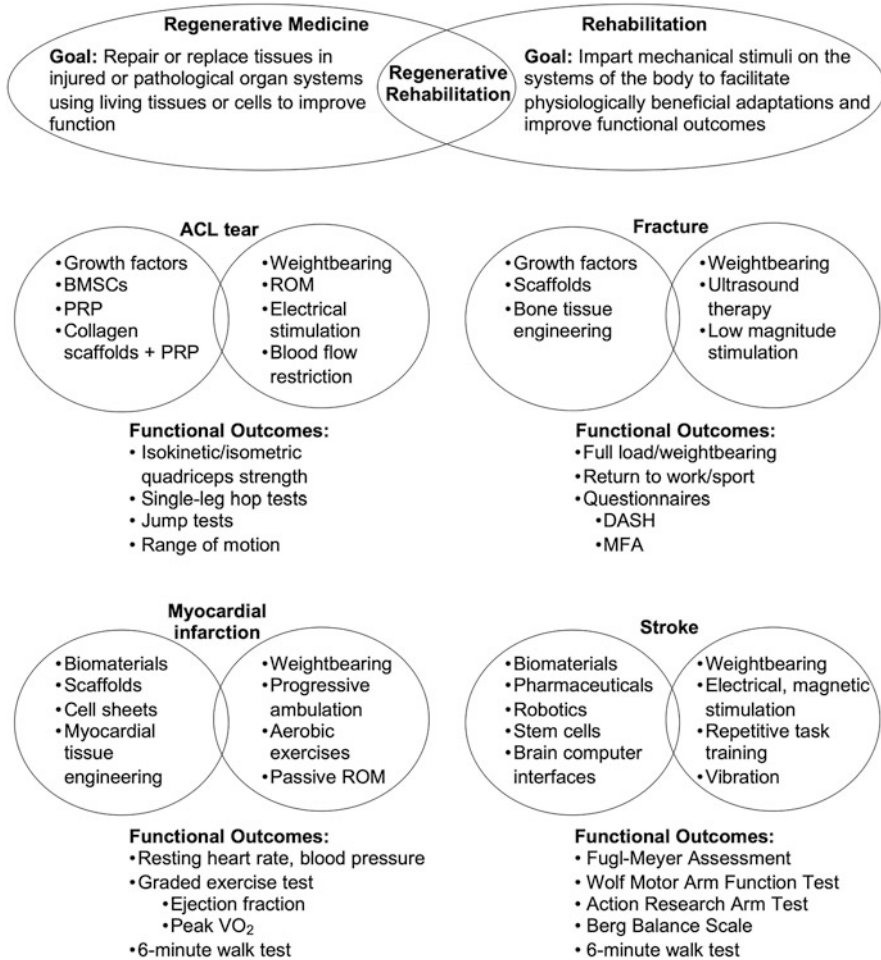 Regenerative Medicine
Goal: Repair or replace tissues in
injured or pathological organ systems
using living tissues or cells to improve
function
Regenerative
Rehabilitation
Rehabilitation
Goal: Impart mechanical stimuli on the
systems of the body to facilitate
physiologically beneficial adaptations and
improve functional outcomes
ACL tear
•Growth factors
•BMSCs
•PRP
•Collagen
scaffolds + PRP
•Weightbearing
•ROM
•Electrical
stimulation
•Blood flow
restriction
Functional Outcomes:
• Isokinetic/isometric
quadriceps strength
• Single-leg hop tests
• Jump tests
• Range of motion
Fracture
•Growth factors
•Scaffolds
•Bone tissue
engineering
•Weightbearing
•Ultrasound
therapy
•Low magnitude
stimulation
Functional Outcomes:
•Full load/weightbearing
•Return to work/sport
•Questionnaires
•DASH
•MFA
Myocardial
infarction
•Biomaterials
•Scaffolds
•Cell sheets
•Myocardial
tissue
engineering
•Weightbearing
•Progressive
ambulation
•Aerobic
exercises
•Passive ROM
Functional Outcomes:
•Resting heart rate, blood pressure
•Graded exercise test
•Ejection fraction
•Peak VO₂
•6-minute walk test
Stroke
•Biomaterials
•Pharmaceuticals
•Robotics
•Stem cells
•Brain computer
interfaces
•Weightbearing
•Electrical, magnetic
stimulation
•Repetitive task
training
•Vibration
Functional Outcomes:
• Fugl-Meyer Assessment
• Wolf Motor Arm Function Test
• Action Research Arm Test
• Berg Balance Scale
• 6-minute walk test